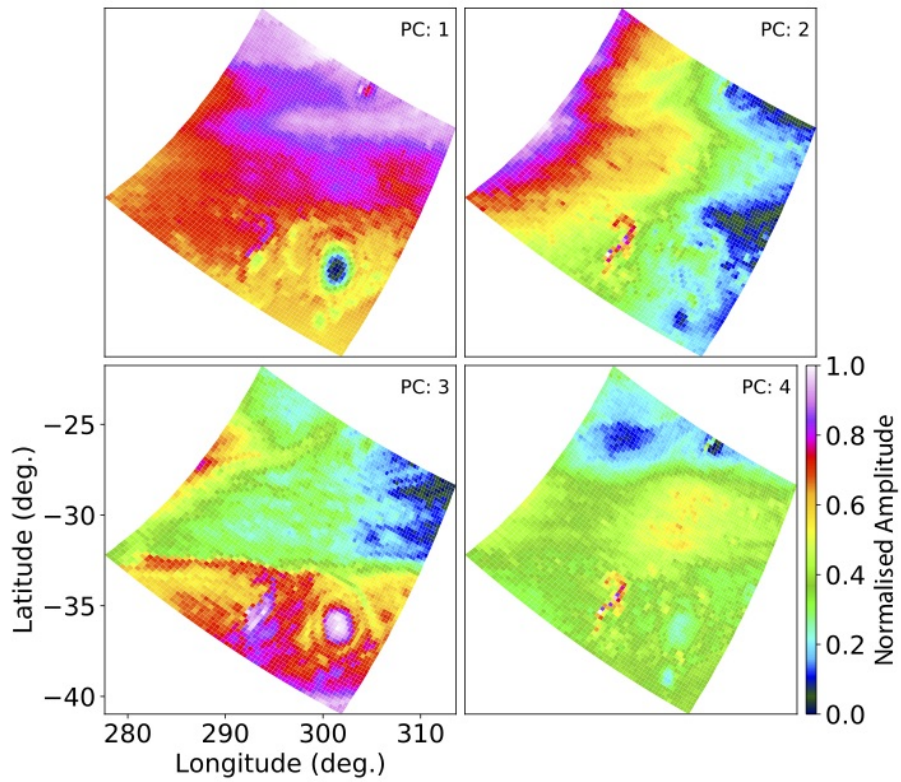 PC: 1
PC: 2
PC: 3
PC: 4
−25
−30
−35
−40
Latitude (deg.)
280
290
300
310
Longitude (deg.)
1.0
0.8
0.6
0.4
0.2
0.0
Normalised Amplitude